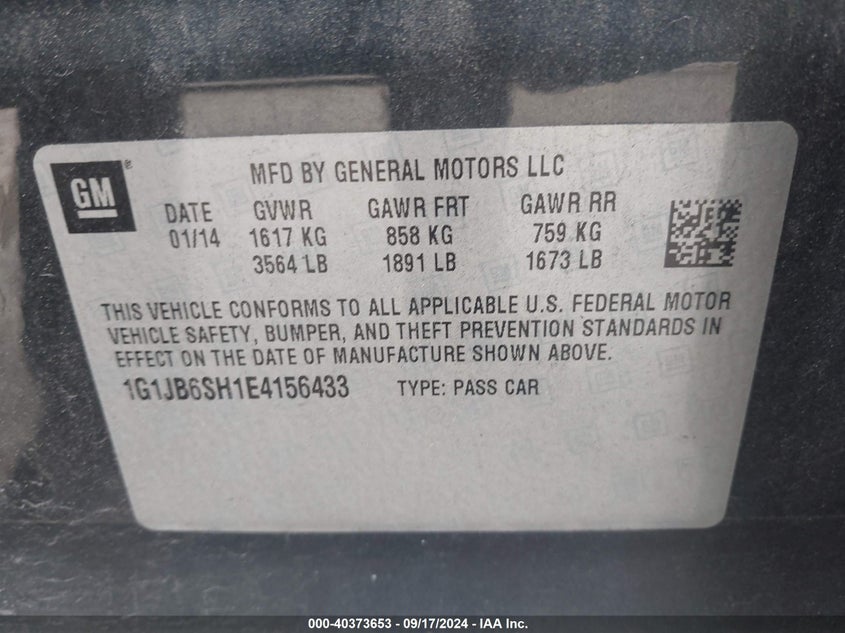 GM®
MFD BY GENERAL MOTORS LLC
DATE GVWR GAWR FRT GAWR RR
01/14 1617 KG 858 KG 759 KG
3564 LB 1891 LB 1673 LB
THIS VEHICLE CONFORMS TO ALL APPLICABLE U.S. FEDERAL MOTOR
VEHICLE SAFETY, BUMPER, AND THEFT PREVENTION STANDARDS IN
EFFECT ON THE DATE OF MANUFACTURE SHOWN ABOVE.
1G1JB6SH1E4156433 TYPE: PASS CAR
000-40373653 - 09/17/2024 - IAA Inc.